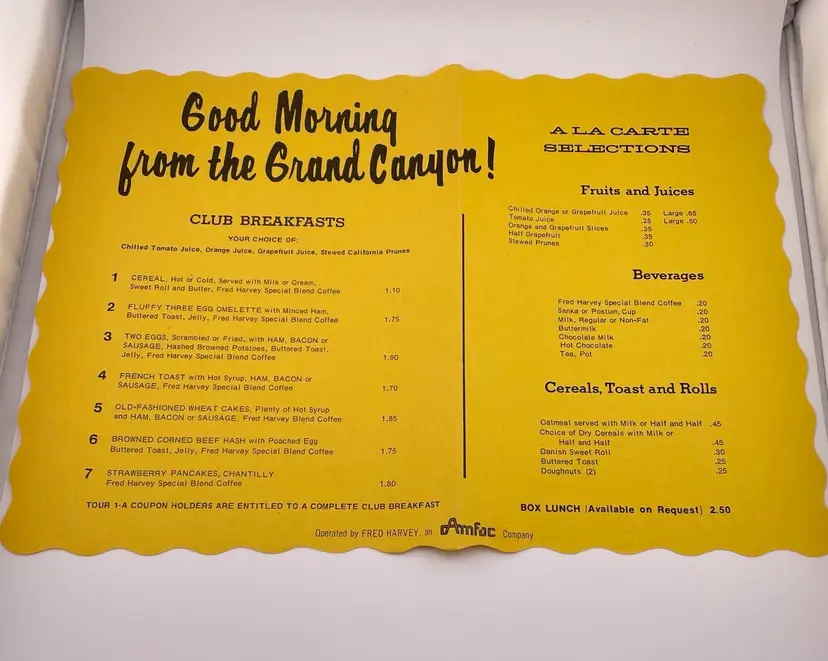 Good Morning
from the Grand Canyon!
CLUB BREAKFASTS
YOUR CHOICE OF:
Chilled Tomato Juice, Orange Juice, Grapefruit Juice, Stewed California Prunes
1 CEREAL, Hot or Cold, Served with Milk or Cream,
Sweet Roll and Butter, Fred Harvey Special Blend Coffee 1.10
2 FLUFFY THREE EGG OMELETTE with Minced Ham,
Buttered Toast, Jelly, Fred Harvey Special Blend Coffee 1.75
3 TWO EGGS, Scrambled or Fried, with HAM, BACON or
SAUSAGE, Hashed Browned Potatoes, Buttered Toast,
Jelly, Fred Harvey Special Blend Coffee 1.90
4 FRENCH TOAST with Hot Syrup, HAM, BACON or
SAUSAGE, Fred Harvey Special Blend Coffee 1.70
5 OLD-FASHIONED WHEAT CAKES, Plenty of Hot Syrup
and HAM, BACON or SAUSAGE, Fred Harvey Blend Coffee 1.85
6 BROWNED CORNED BEEF HASH with Poached Egg
Buttered Toast, Jelly, Fred Harvey Special Blend Coffee 1.75
7 STRAWBERRY PANCAKES, CHANTILLY
Fred Harvey Special Blend Coffee 1.80
TOUR 1-A COUPON HOLDERS ARE ENTITLED TO A COMPLETE CLUB BREAKFAST
A LA CARTE
SELECTIONS
Fruits and Juices
Chilled Orange or Grapefruit Juice .35 Large .65
Tomato Juice .25 Large .50
Orange and Grapefruit Slices .35
Half Grapefruit .35
Stewed Prunes .30
Beverages
Fred Harvey Special Blend Coffee .20
Sanka or Postum, Cup .20
Milk, Regular or Non-Fat .20
Buttermilk .20
Chocolate Milk .20
Hot Chocolate .20
Tea, Pot .20
Cereals, Toast and Rolls
Oatmeal served with Milk or Half and Half .45
Choice of Dry Cereals with Milk or
Half and Half .45
Danish Sweet Roll .30
Buttered Toast .25
Doughnuts (2) .25
BOX LUNCH (Available on Request) 2.50
Operated by FRED HARVEY, an Amfac Company